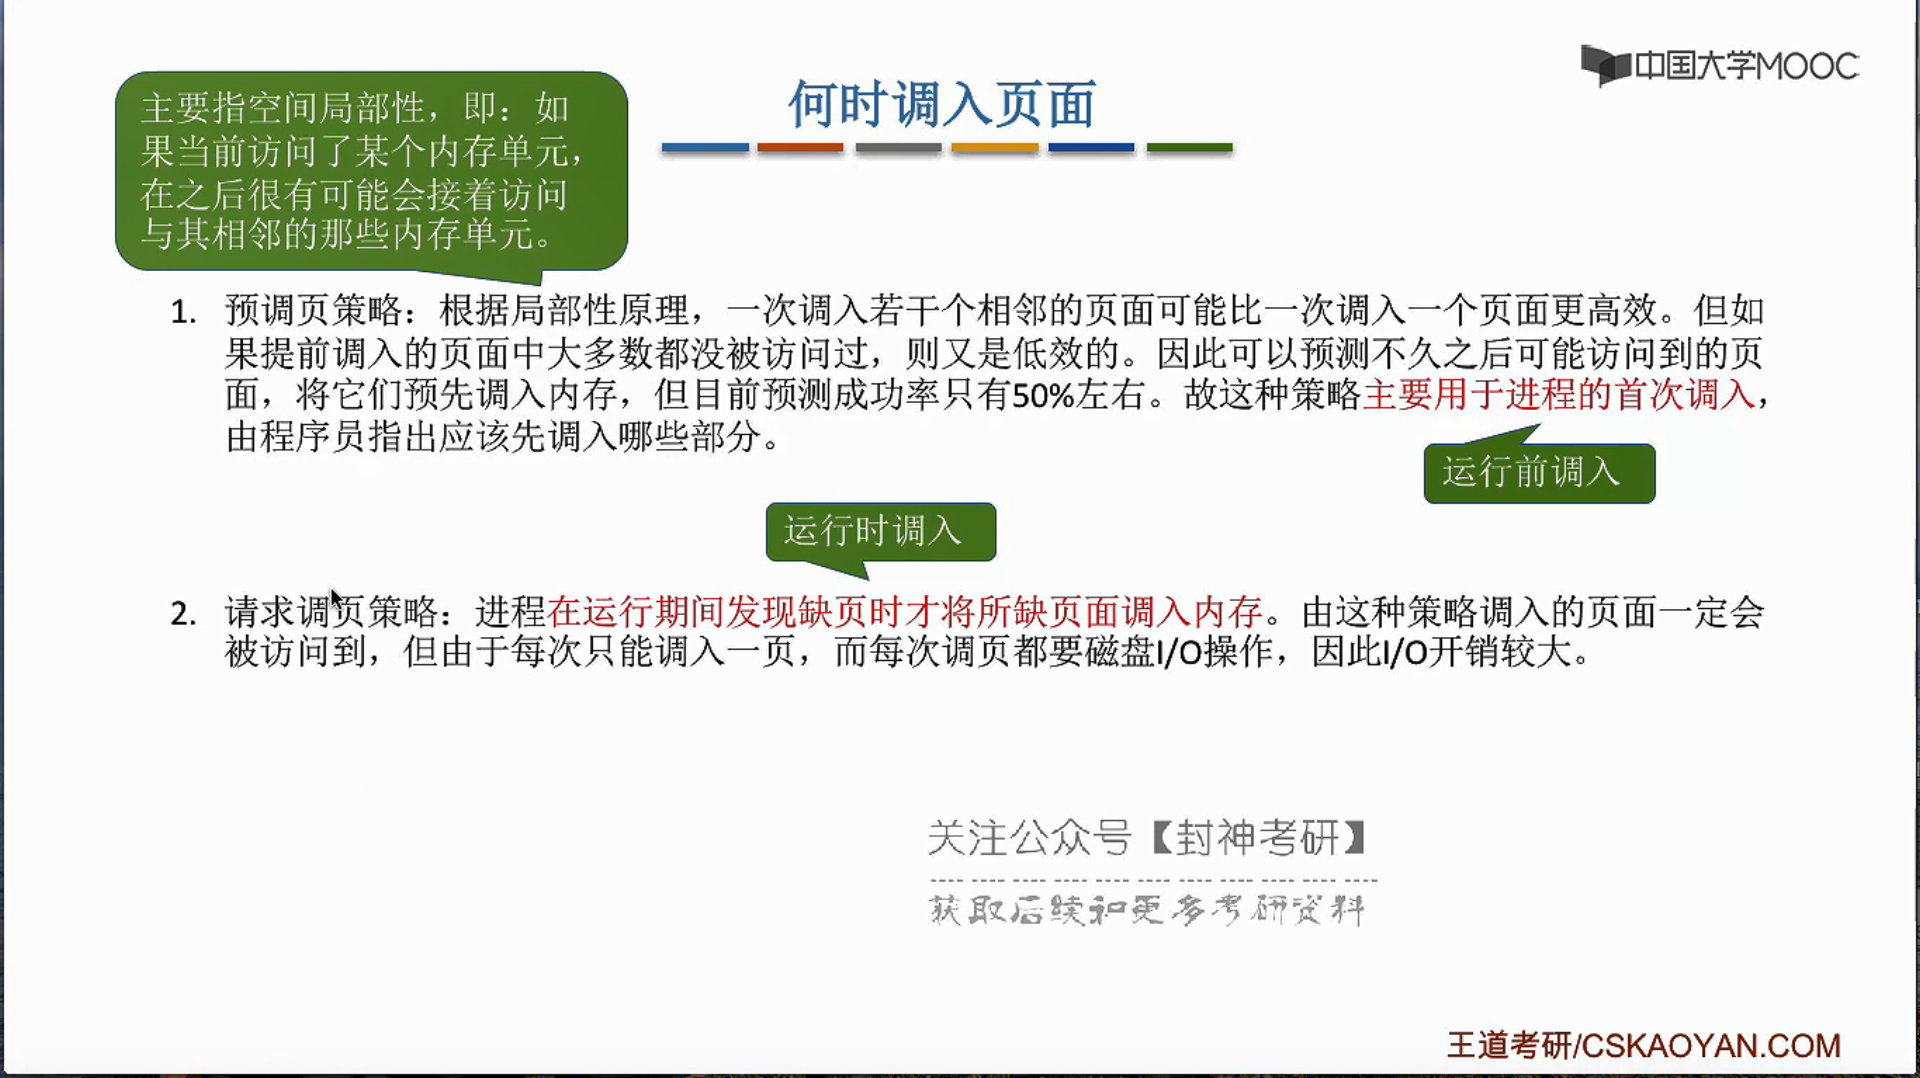 中国大学MOOC
何时调入页面
主要指空间局部性，即：如
果当前访问了某个内存单元，
在之后很有可能会接着访问
与其相邻的那些内存单元。
1. 预调页策略：根据局部性原理，一次调入若干个相邻的页面可能比一次调入一个页面更高效。但如
果提前调入的页面中大多数都没被访问过，则又是低效的。因此可以预测不久之后可能访问到的页
面，将它们预先调入内存，但目前预测成功率只有50%左右。故这种策略主要用于进程的首次调入，
由程序员指出应该先调入哪些部分。
运行前调入
运行时调入
2. 请求调页策略：进程在运行期间发现缺页时才将所缺页面调入内存。由这种策略调入的页面一定会
被访问到，但由于每次只能调入一页，而每次调页都要磁盘I/O操作，因此I/O开销较大。
关注公众号【封神考研】
获取后续和更多考研资料
王道考研/CSKAOYAN.COM